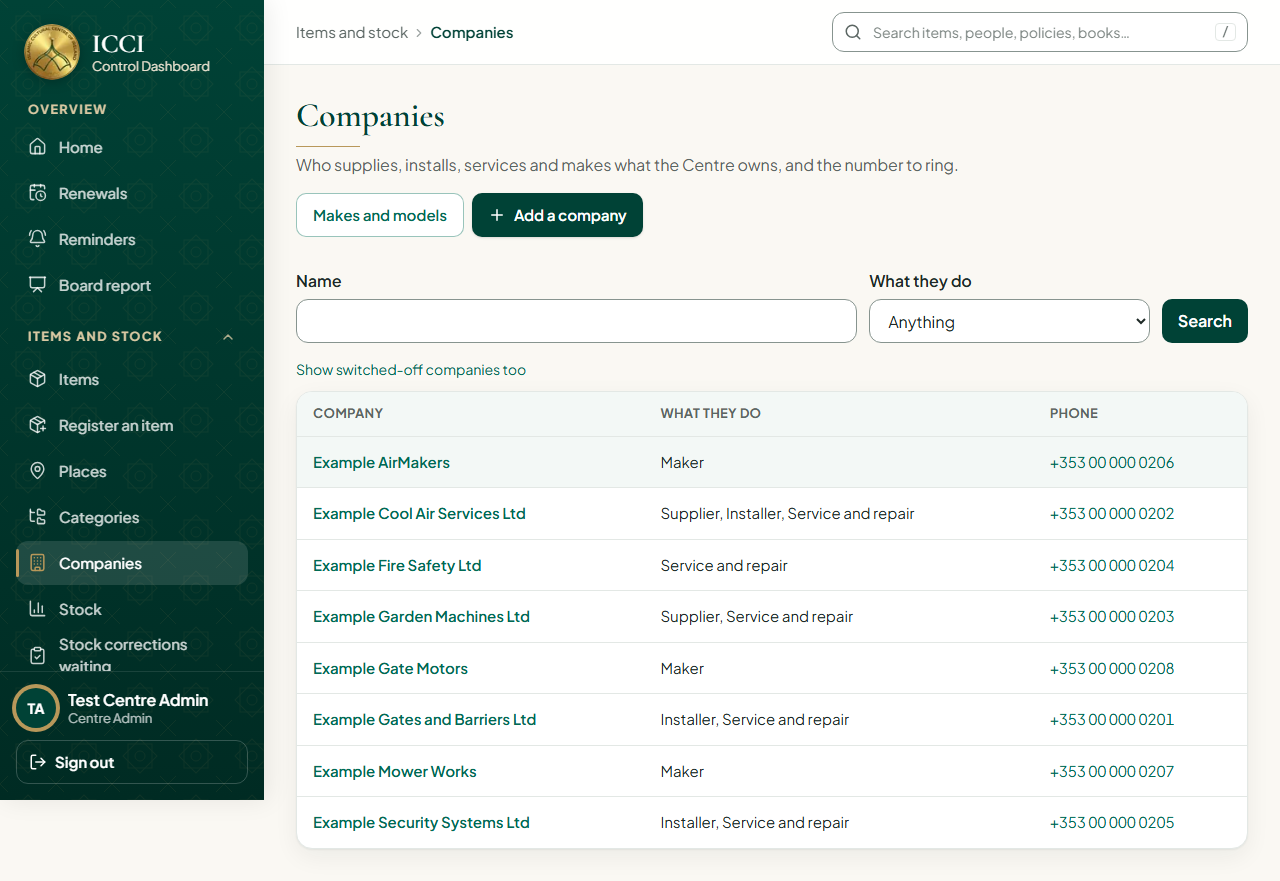 ICCI
Control Dashboard
OVERVIEW
Home
Renewals
Reminders
Board report
ITEMS AND STOCK
Items
Register an item
Places
Categories
Companies
Stock
Stock corrections
waiting
TA
Test Centre Admin
Centre Admin
Sign out
Items and stock > Companies
Search items, people, policies, books… /
Companies
Who supplies, installs, services and makes what the Centre owns, and the number to ring.
Makes and models
+ Add a company
Name
What they do
Anything
Search
Show switched-off companies too
COMPANY WHAT THEY DO PHONE
Example AirMakers Maker +353 00 000 0206
Example Cool Air Services Ltd Supplier, Installer, Service and repair +353 00 000 0202
Example Fire Safety Ltd Service and repair +353 00 000 0204
Example Garden Machines Ltd Supplier, Service and repair +353 00 000 0203
Example Gate Motors Maker +353 00 000 0208
Example Gates and Barriers Ltd Installer, Service and repair +353 00 000 0201
Example Mower Works Maker +353 00 000 0207
Example Security Systems Ltd Installer, Service and repair +353 00 000 0205